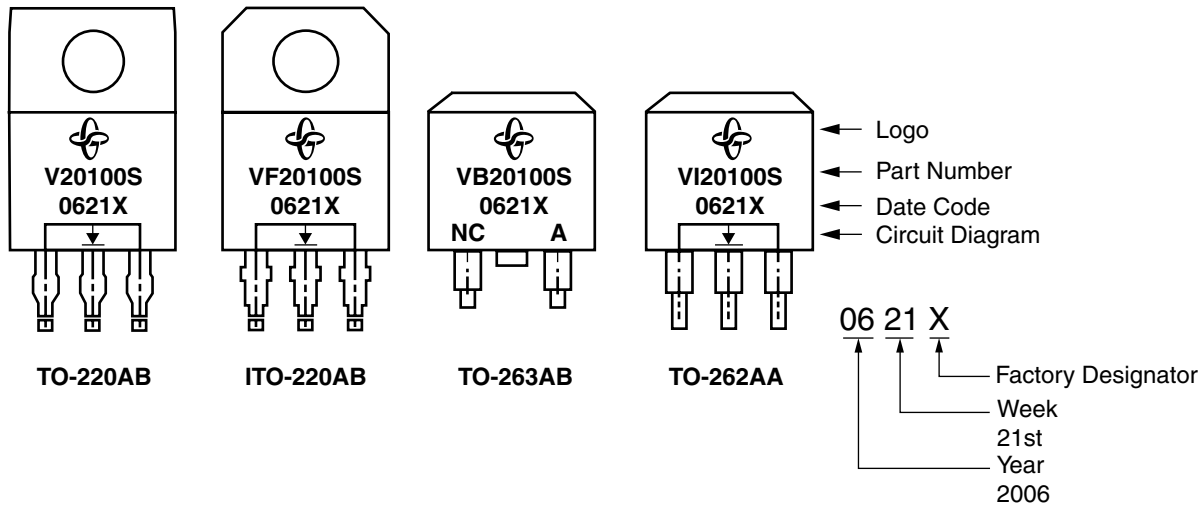 V20100S
0621X
TO-220AB
VF20100S
0621X
ITO-220AB
VB20100S
0621X
NC A
TO-263AB
VI20100S
0621X
TO-262AA
Logo
Part Number
Date Code
Circuit Diagram
06 21 X
Factory Designator
Week
21st
Year
2006